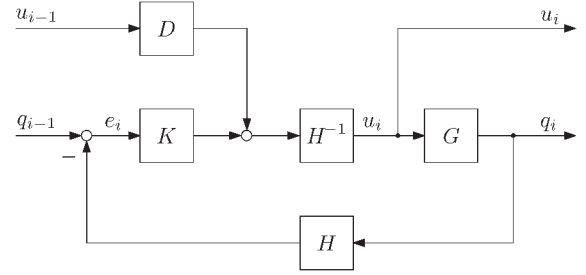 u_{i-1} D u_i
q_{i-1} e_i K H^{-1} u_i G q_i
−
H